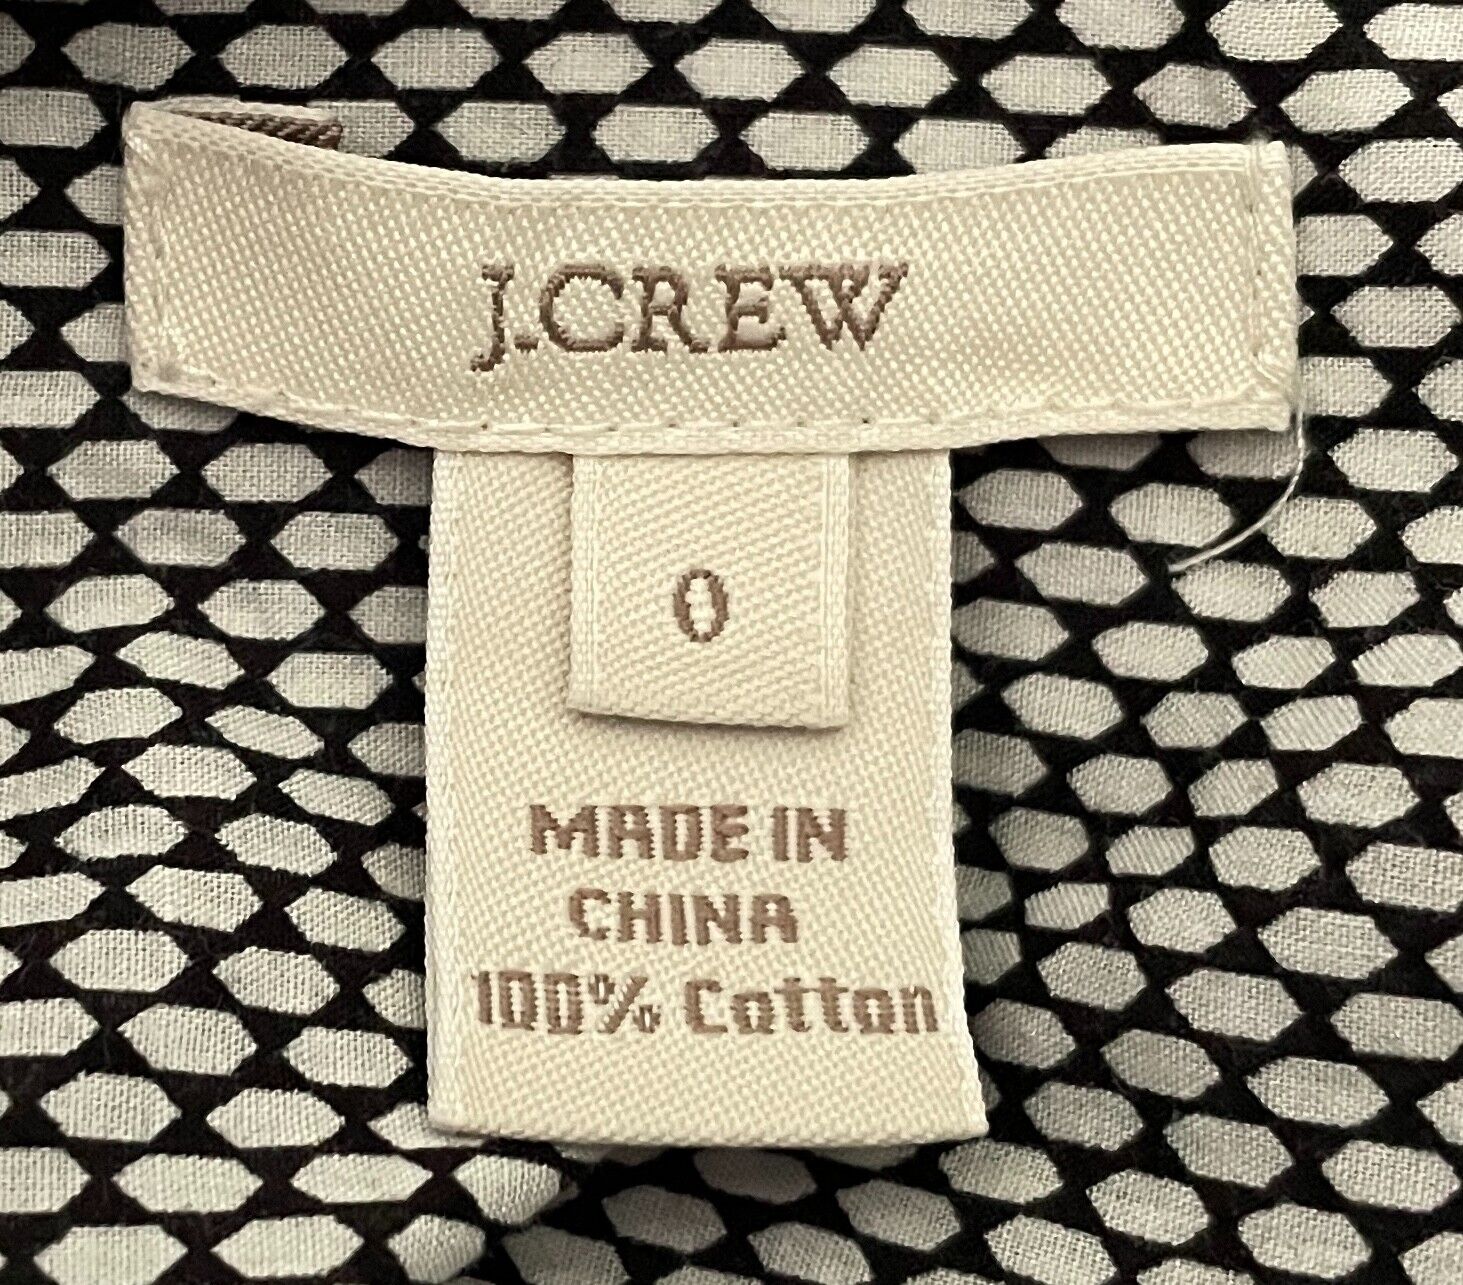 J.CREW
0
MADE IN
CHINA
100% Cotton